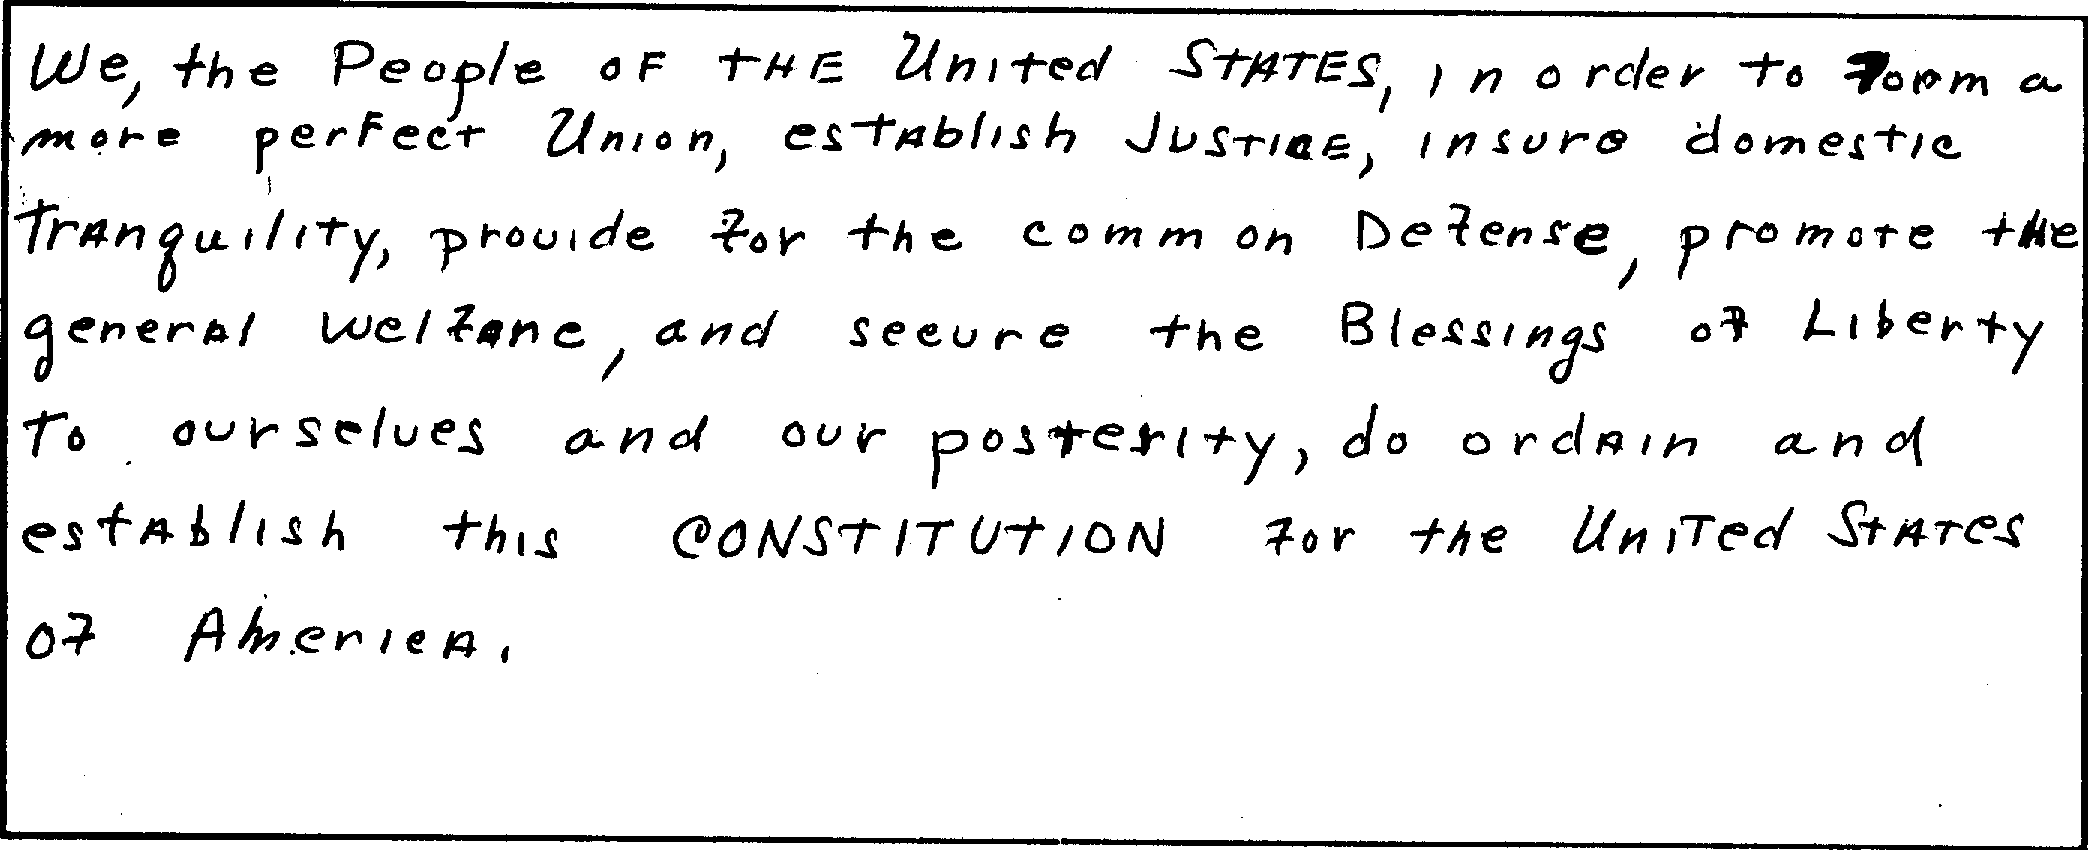 We, the People oF tHE United StATES, in order to form a
more perFect Union, estAblish JUSTICE, insure domestic
TrAnquility, provide for the common Defense, promote tHe
generAl welfare, and secure the Blessings of Liberty
To ourselves and our posterity, do ordAin and
estAblish this CONSTITUTION for the UniTed StATes
of AmericA.